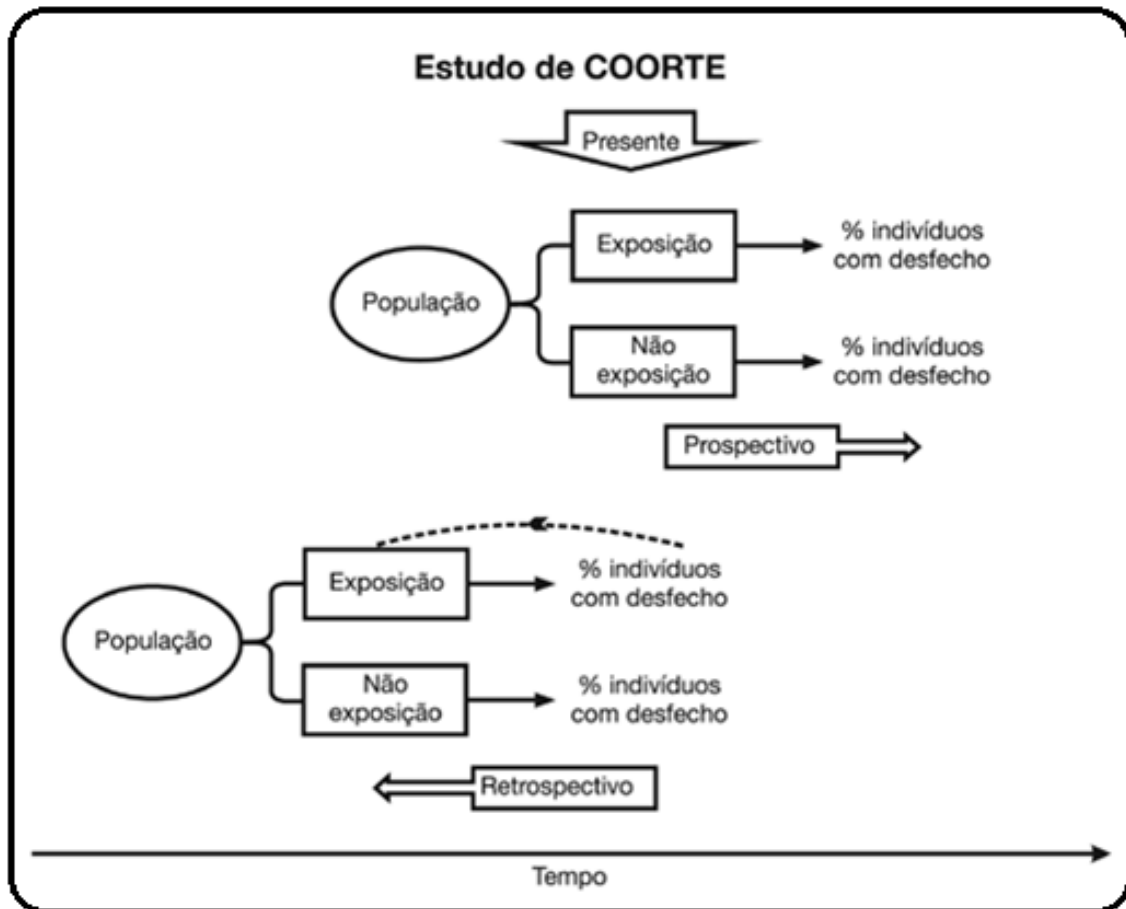 Estudo de COORTE
Presente
Exposição
% indivíduos
com desfecho
População
Não
exposição
% indivíduos
com desfecho
Prospectivo
Exposição
% indivíduos
com desfecho
População
Não
exposição
% indivíduos
com desfecho
Retrospectivo
Tempo